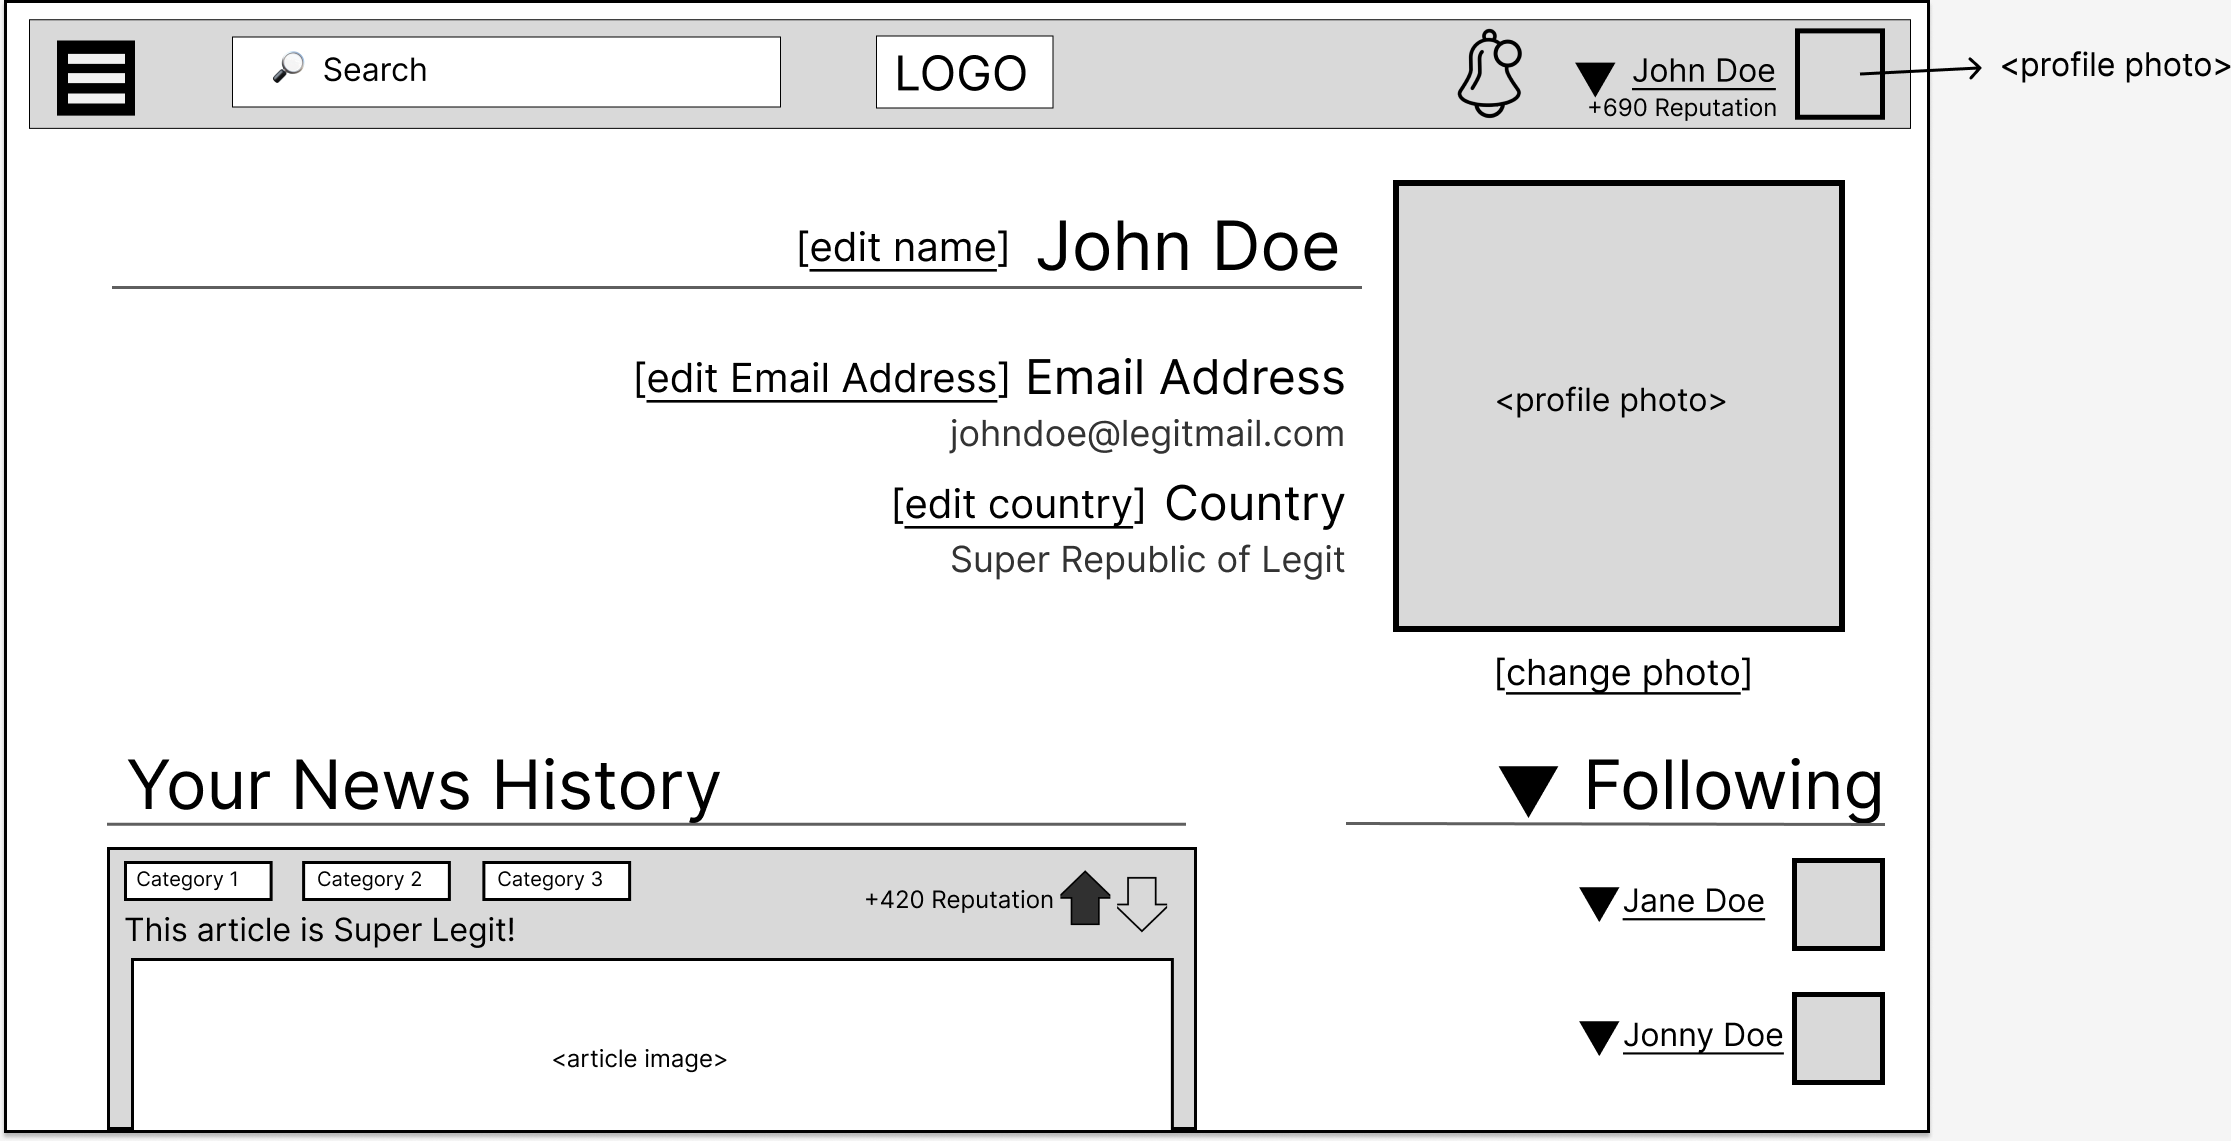 Search
LOGO
John Doe
+690 Reputation
<profile photo>
[edit name] John Doe
[edit Email Address] Email Address
johndoe@legitmail.com
[edit country] Country
Super Republic of Legit
<profile photo>
[change photo]
Your News History
Category 1
Category 2
Category 3
+420 Reputation
This article is Super Legit!
<article image>
Following
Jane Doe
Jonny Doe